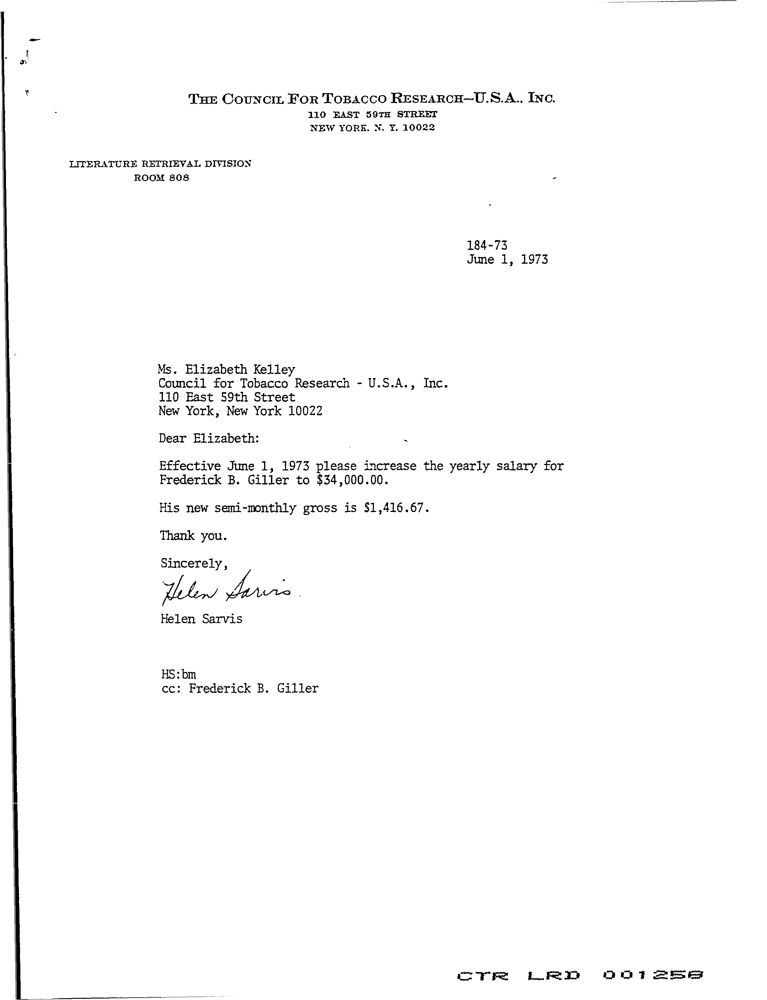 THE COUNCIL FOR TOBACCO RESEARCH—U.S.A., INC.
110 EAST 59TH STREET
NEW YORK, N. Y. 10022
LITERATURE RETRIEVAL DIVISION
ROOM 808
184-73
June 1, 1973
Ms. Elizabeth Kelley
Council for Tobacco Research - U.S.A., Inc.
110 East 59th Street
New York, New York 10022
Dear Elizabeth:
Effective June 1, 1973 please increase the yearly salary for
Frederick B. Giller to $34,000.00.
His new semi-monthly gross is $1,416.67.
Thank you.
Sincerely,
Helen Sarvis
Helen Sarvis
HS:bm
cc: Frederick B. Giller
CTR LRD 001258